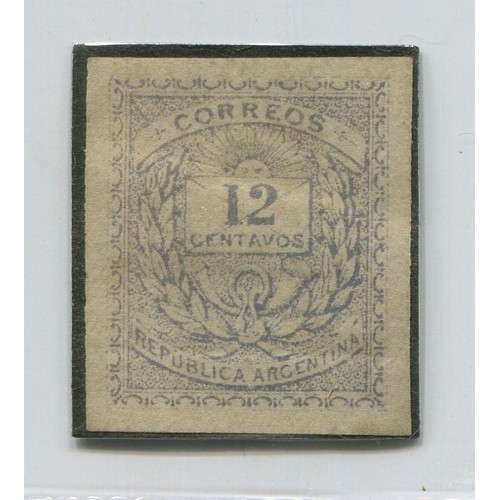 CORREOS
12
CENTAVOS
REPUBLICA ARGENTINA